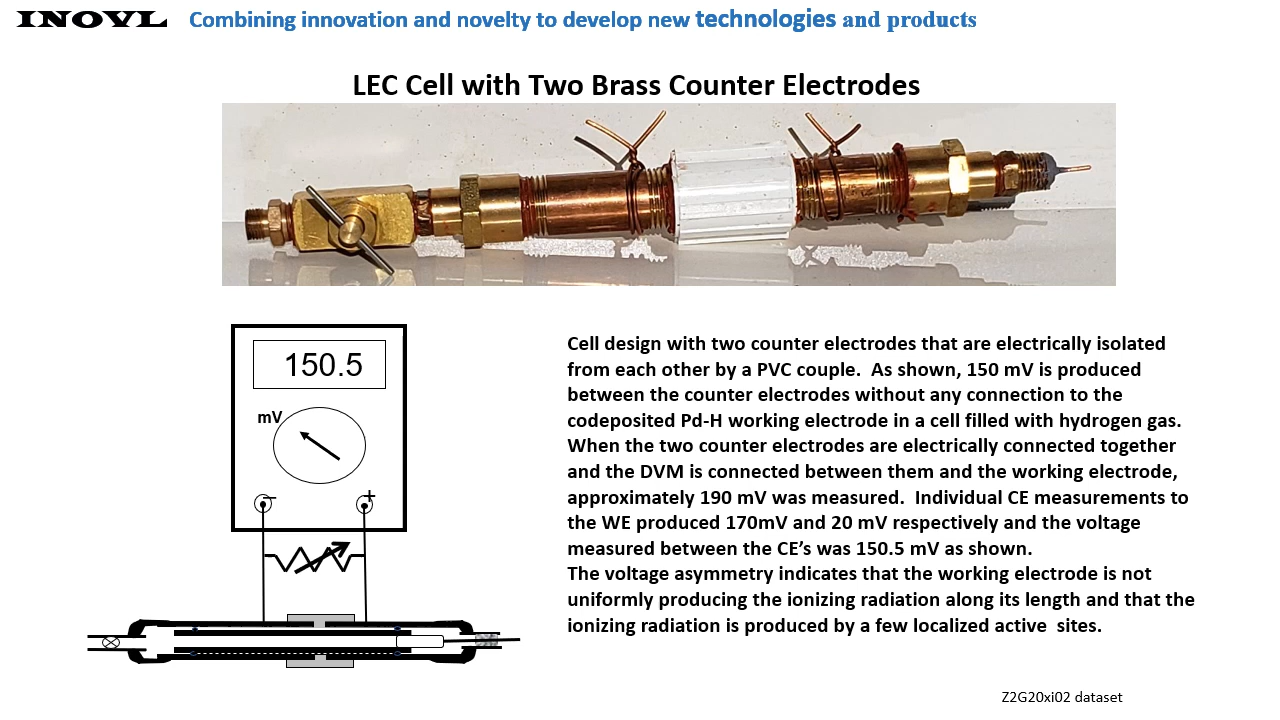 INOVL Combining innovation and novelty to develop new technologies and products
LEC Cell with Two Brass Counter Electrodes
150.5
mV
− +
Cell design with two counter electrodes that are electrically isolated
from each other by a PVC couple.  As shown, 150 mV is produced
between the counter electrodes without any connection to the
codeposited Pd-H working electrode in a cell filled with hydrogen gas.
When the two counter electrodes are electrically connected together
and the DVM is connected between them and the working electrode,
approximately 190 mV was measured.  Individual CE measurements to
the WE produced 170mV and 20 mV respectively and the voltage
measured between the CE’s was 150.5 mV as shown.
The voltage asymmetry indicates that the working electrode is not
uniformly producing the ionizing radiation along its length and that the
ionizing radiation is produced by a few localized active  sites.
Z2G20xi02 dataset